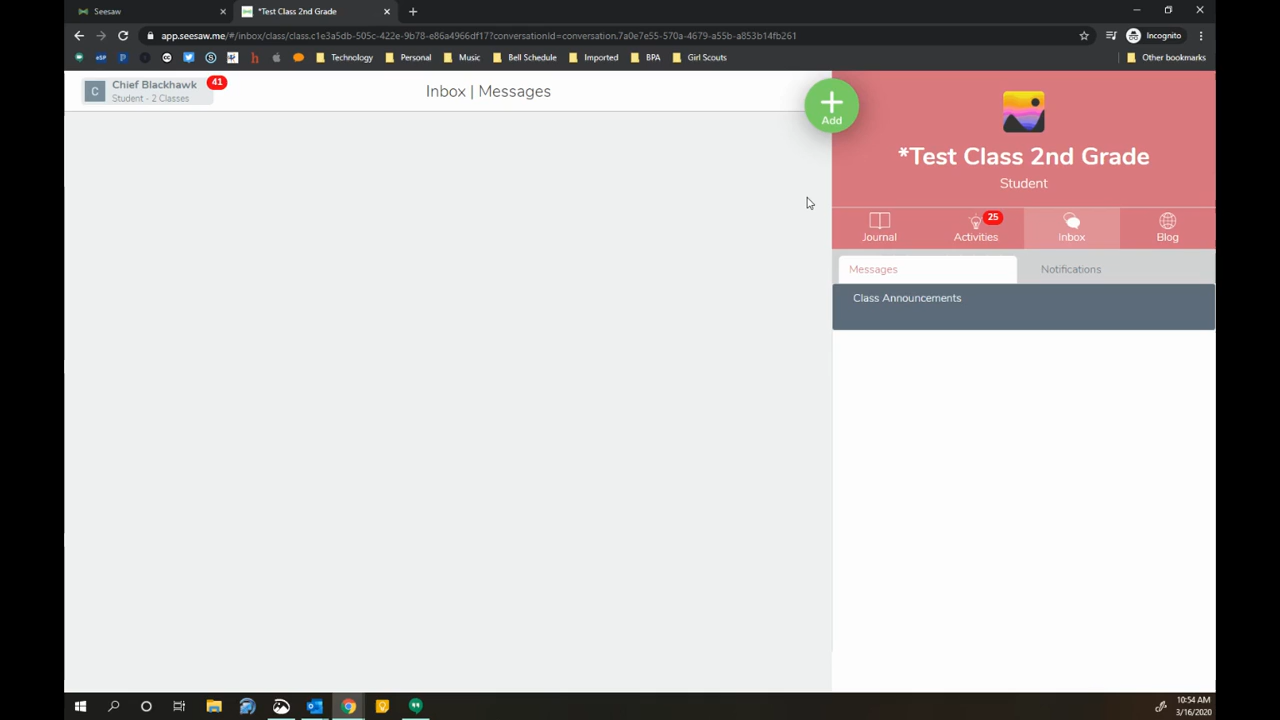 Seesaw
*Test Class 2nd Grade
app.seesaw.me/#/inbox/class/class.c1e3a5db-505c-422e-9b78-e86a4966df17?conversationId=conversation.7a0e7e55-570a-4679-a55b-a853b14fb261
Incognito
Technology
Personal
Music
Bell Schedule
Imported
BPA
Girl Scouts
Other bookmarks
C
Chief Blackhawk
Student - 2 Classes
41
Inbox | Messages
Add
*Test Class 2nd Grade
Student
Journal
Activities
25
Inbox
Blog
Messages
Notifications
Class Announcements
10:54 AM
3/16/2020